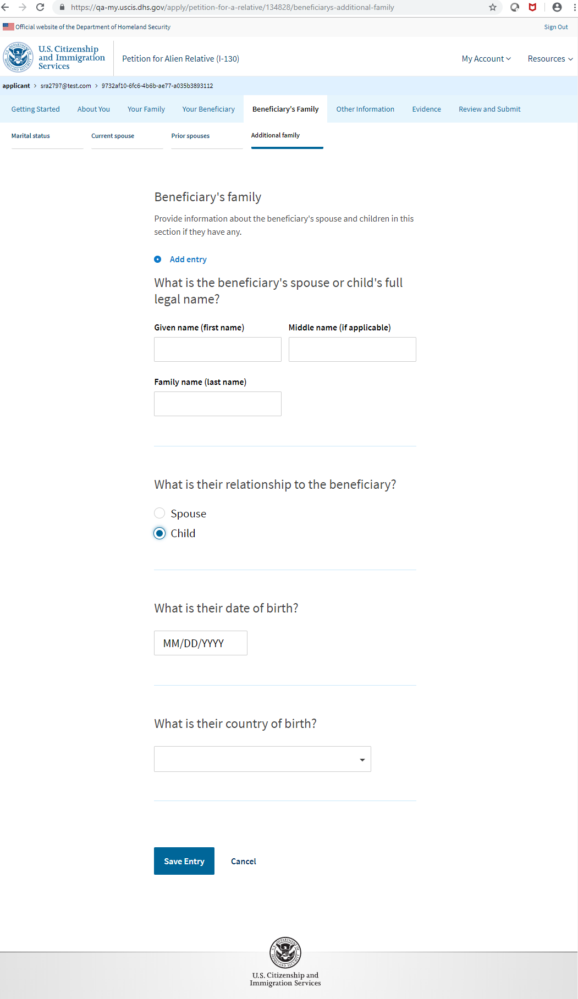 https://qa-my.uscis.dhs.gov/apply/petition-for-a-relative/134828/beneficiarys-additional-family
Official website of the Department of Homeland Security
Sign Out
U.S. Citizenship
and Immigration
Services
Petition for Alien Relative (I-130)
My Account
Resources
applicant > sra2797@test.com > 9732af10-6fc6-4b6b-ae77-a035b3893112
Getting Started About You Your Family Your Beneficiary Beneficiary's Family Other Information Evidence Review and Submit
Marital status Current spouse Prior spouses Additional family
Beneficiary's family
Provide information about the beneficiary's spouse and children in this
section if they have any.
Add entry
What is the beneficiary's spouse or child's full
legal name?
Given name (first name) Middle name (if applicable)
Family name (last name)
What is their relationship to the beneficiary?
Spouse
Child
What is their date of birth?
MM/DD/YYYY
What is their country of birth?
Save Entry Cancel
U.S. Citizenship and
Immigration Services